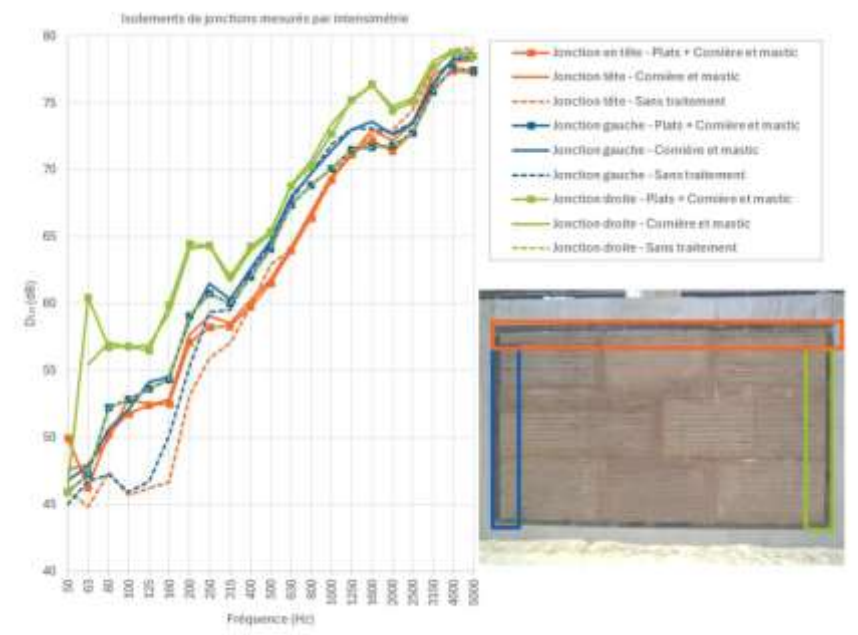 Isolements de jonctions mesurés par intensimétrie
80
75
70
65
60
55
50
45
40
(dB)
50 63 80 100 125 160 200 250 315 400 500 630 800 1000 1250 1600 2000 2500 3150 4000 5000
Fréquence (Hz)
Jonction en tête - Plats + Cornière et mastic
Jonction tête - Cornière et mastic
Jonction tête - Sans traitement
Jonction gauche - Plats + Cornière et mastic
Jonction gauche - Cornière et mastic
Jonction gauche - Sans traitement
Jonction droite - Plats + Cornière et mastic
Jonction droite - Cornière et mastic
Jonction droite - Sans traitement